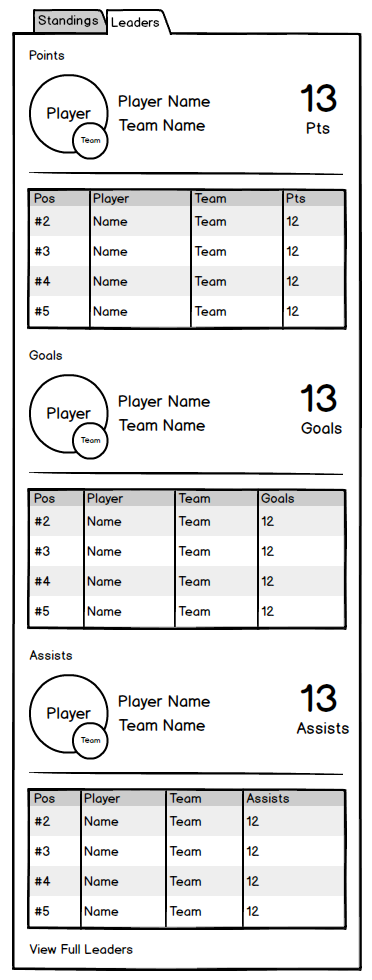 Standings Leaders
Points
Player
Team
Player Name
Team Name
13
Pts
Pos Player Team Pts
#2 Name Team 12
#3 Name Team 12
#4 Name Team 12
#5 Name Team 12
Goals
Player
Team
Player Name
Team Name
13
Goals
Pos Player Team Goals
#2 Name Team 12
#3 Name Team 12
#4 Name Team 12
#5 Name Team 12
Assists
Player
Team
Player Name
Team Name
13
Assists
Pos Player Team Assists
#2 Name Team 12
#3 Name Team 12
#4 Name Team 12
#5 Name Team 12
View Full Leaders